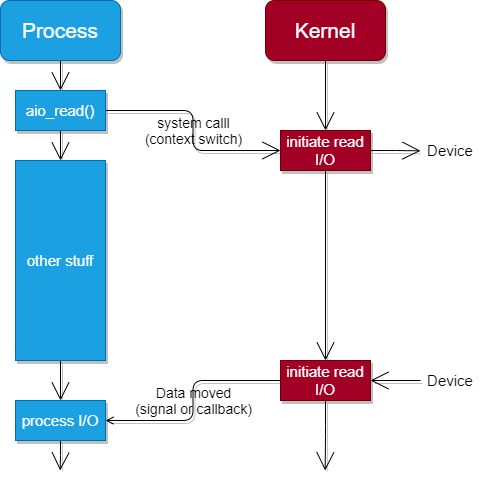 Process
Kernel
aio_read()
system calll
(context switch)
initiate read
I/O
Device
other stuff
initiate read
I/O
Device
Data moved
(signal or callback)
process I/O